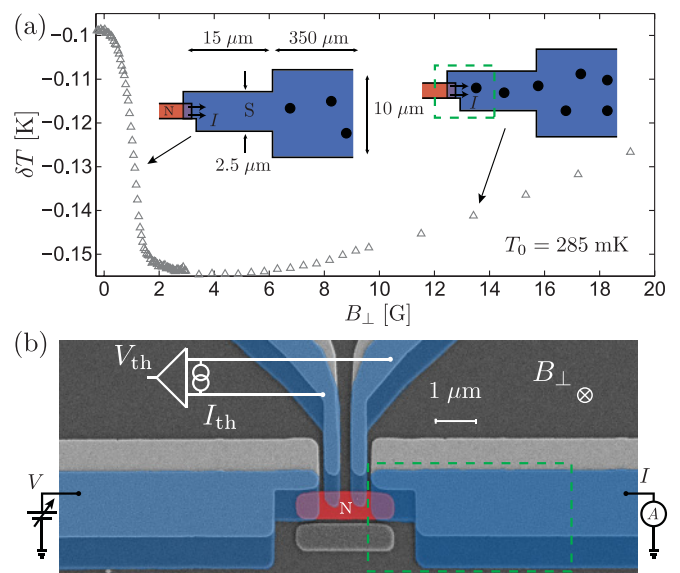 (a)
15 μm
350 μm
N
I
S
2.5 μm
10 μm
I
δT [K]
-0.1
-0.11
-0.12
-0.13
-0.14
-0.15
T₀ = 285 mK
0 2 4 6 8 10 12 14 16 18 20
B⊥ [G]
(b)
V_th
I_th
B⊥ ⊗
1 μm
V
I
N
A